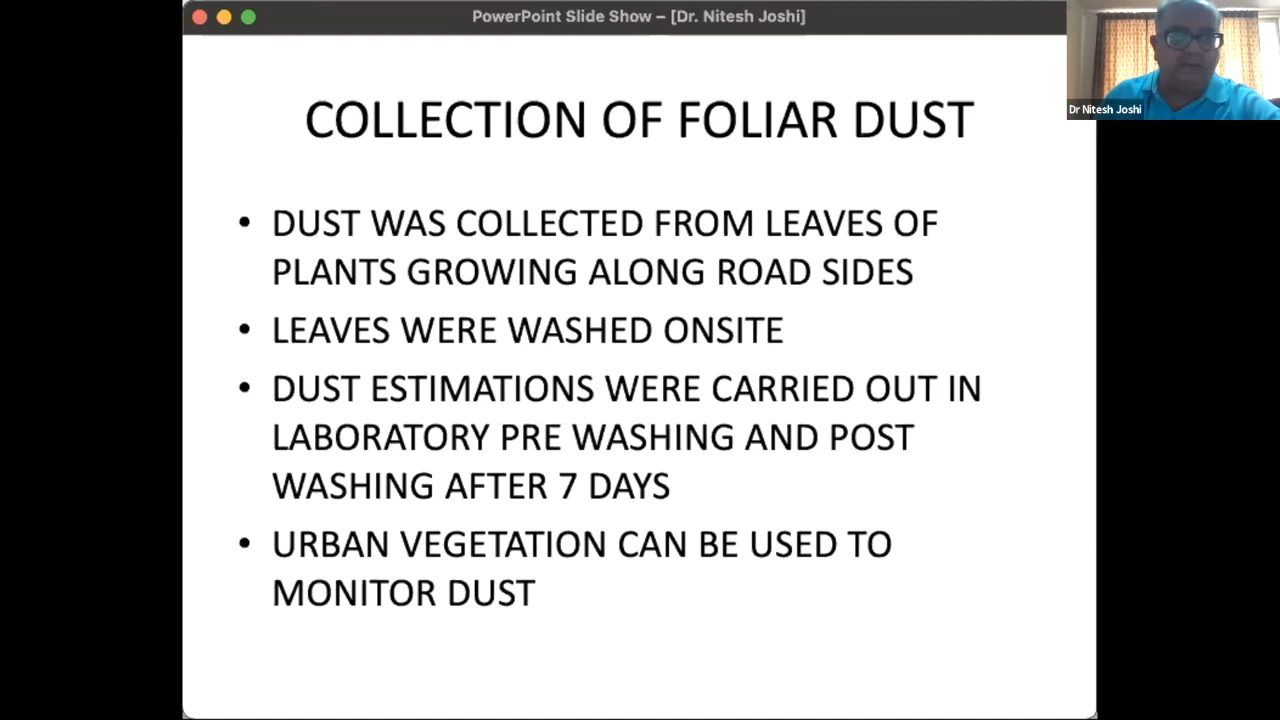 PowerPoint Slide Show – [Dr. Nitesh Joshi]
Dr Nitesh Joshi
COLLECTION OF FOLIAR DUST
• DUST WAS COLLECTED FROM LEAVES OF
PLANTS GROWING ALONG ROAD SIDES
• LEAVES WERE WASHED ONSITE
• DUST ESTIMATIONS WERE CARRIED OUT IN
LABORATORY PRE WASHING AND POST
WASHING AFTER 7 DAYS
• URBAN VEGETATION CAN BE USED TO
MONITOR DUST